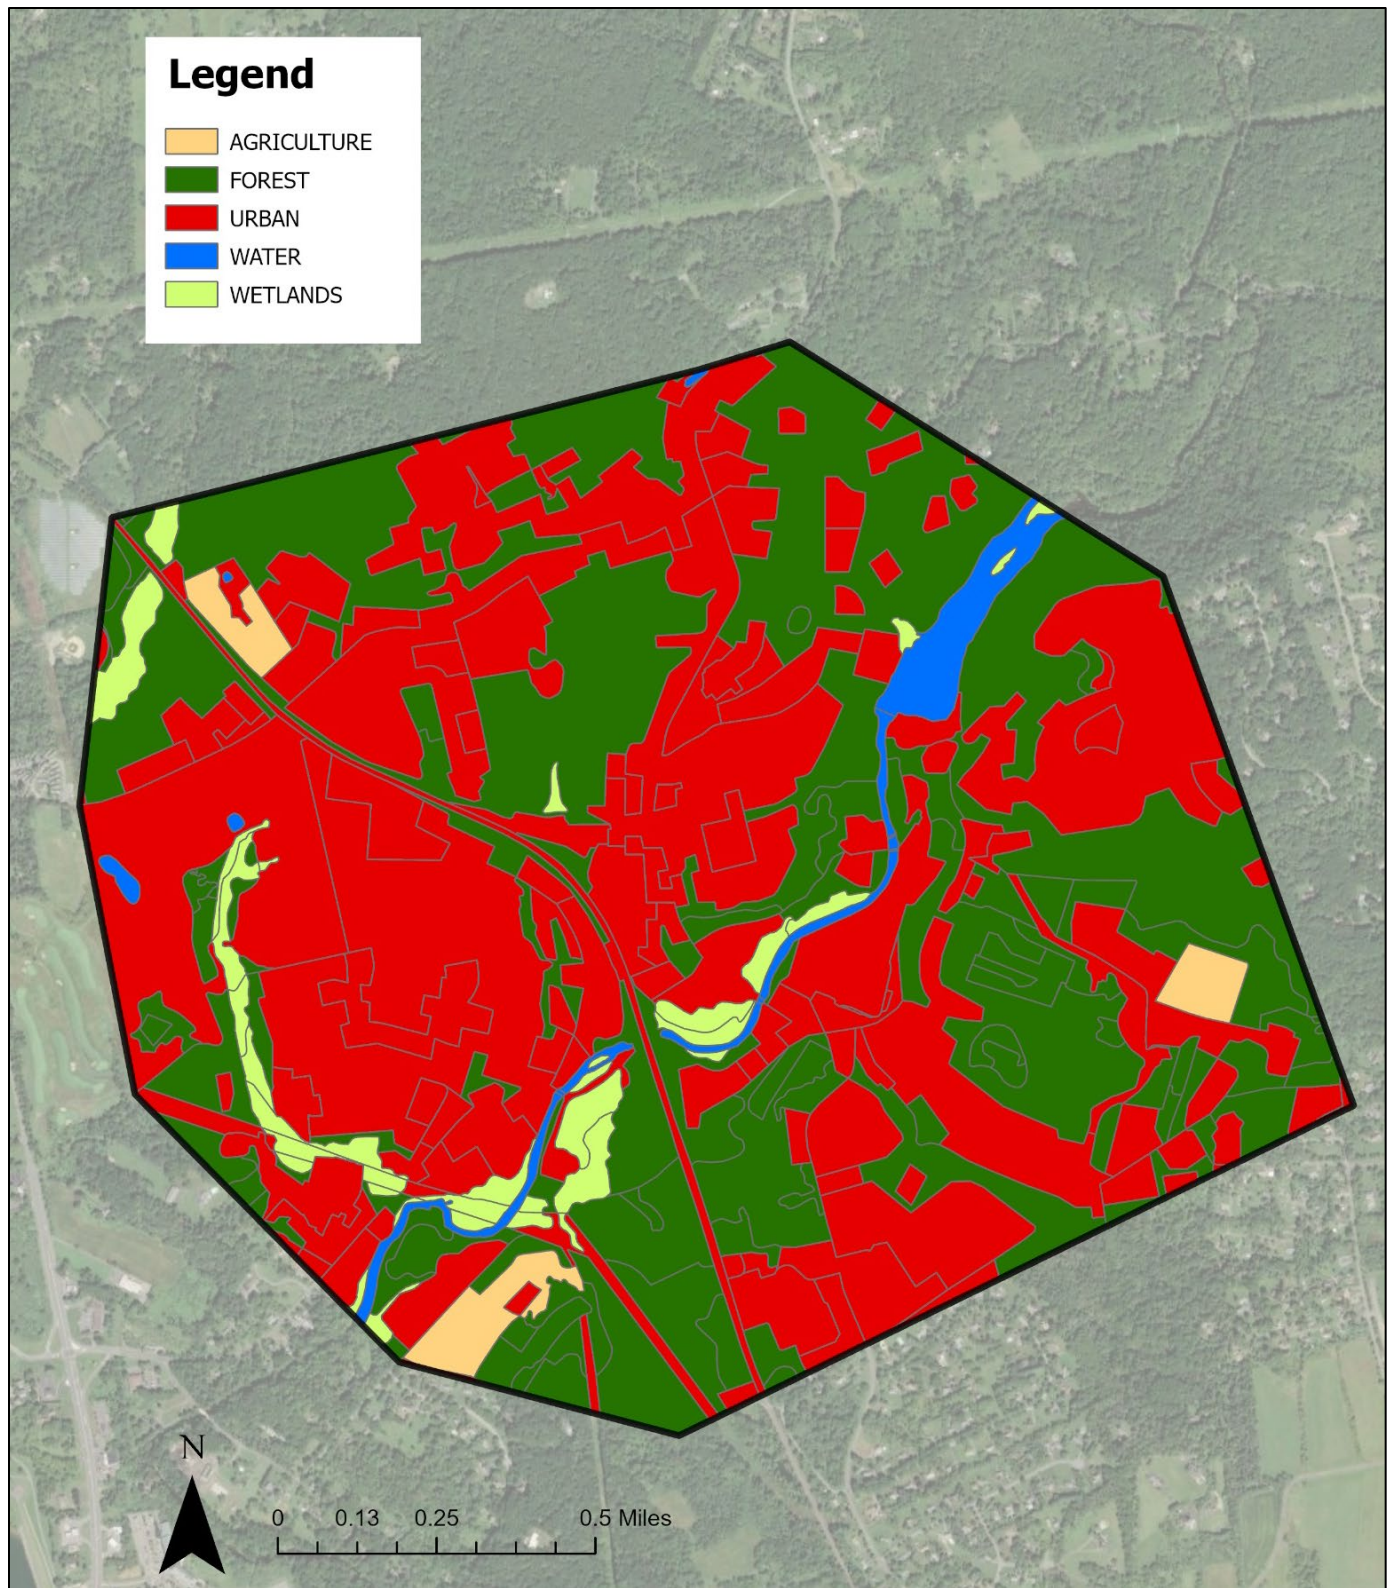 Legend
AGRICULTURE
FOREST
URBAN
WATER
WETLANDS
N
0 0.13 0.25 0.5 Miles